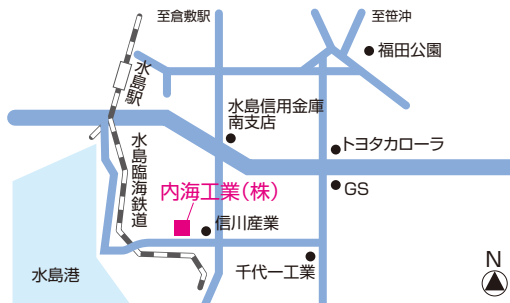 至倉敷駅
至笹沖
福田公園
水島駅
水島信用金庫
南支店
トヨタカローラ
水島臨海鉄道
内海工業(株)
GS
信川産業
千代一工業
水島港
N